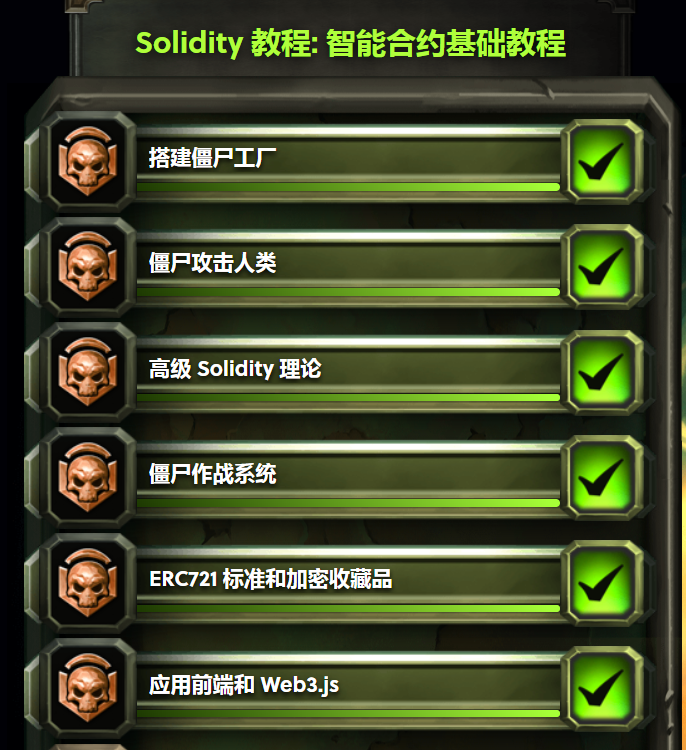 Solidity 教程: 智能合约基础教程
搭建僵尸工厂
僵尸攻击人类
高级 Solidity 理论
僵尸作战系统
ERC721 标准和加密收藏品
应用前端和 Web3.js